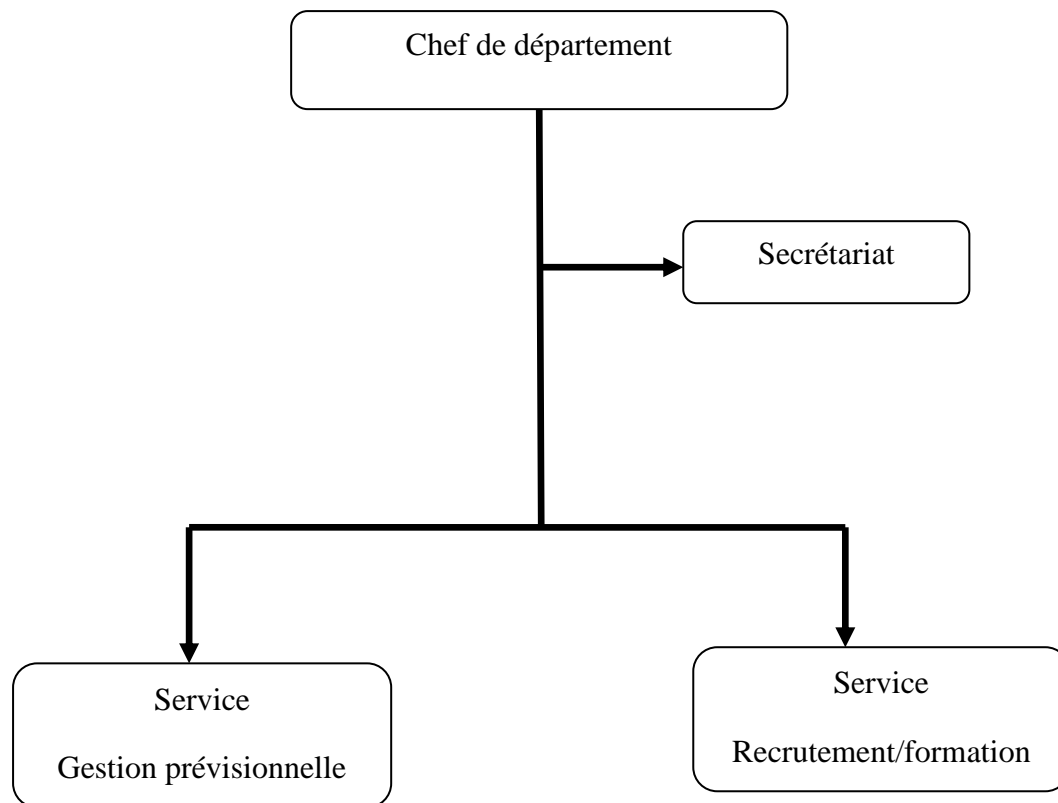 Chef de département
Secrétariat
Service
Gestion prévisionnelle
Service
Recrutement/formation